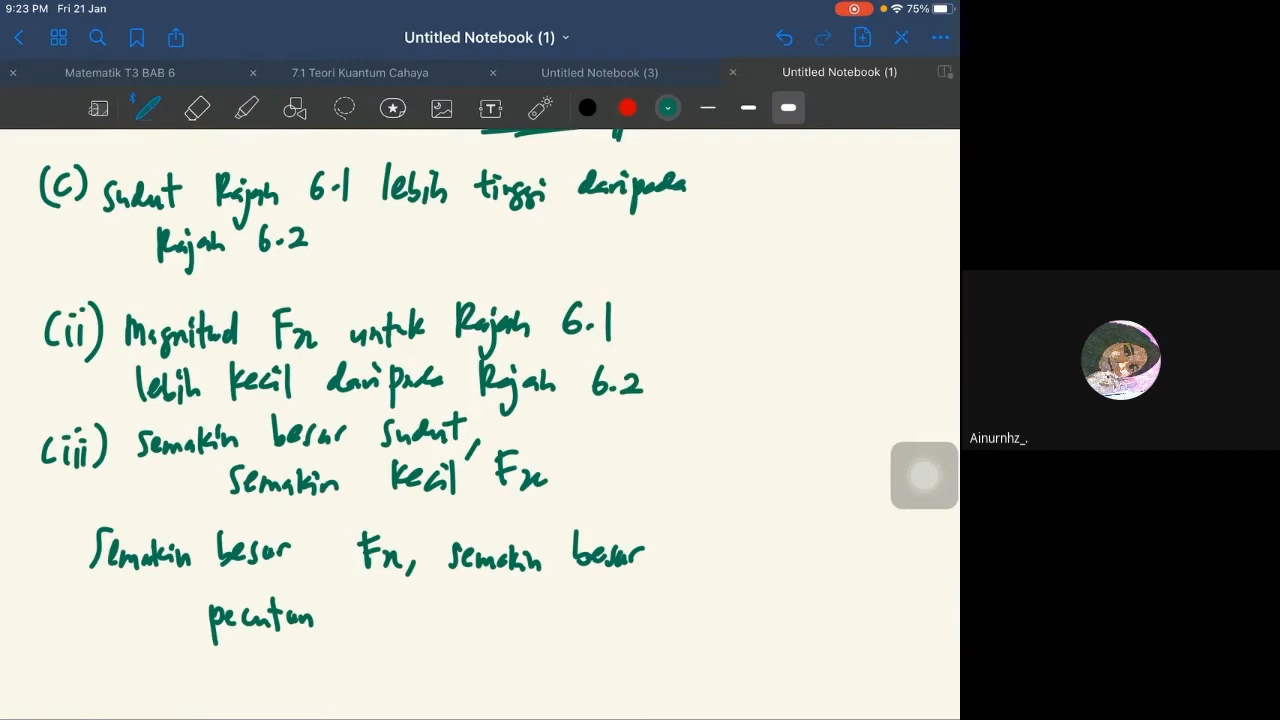 9:23 PM Fri 21 Jan
75%
Untitled Notebook (1)
Matematik T3 BAB 6
7.1 Teori Kuantum Cahaya
Untitled Notebook (3)
Untitled Notebook (1)
(c) sudut Rajah 6.1 lebih tinggi daripada
Rajah 6.2
(ii) Magnitud Fx untuk Rajah 6.1
lebih kecil daripada Rajah 6.2
(iii) semakin besar sudut,
semakin kecil Fx
Semakin besar Fx, semakin besar
pecutan
Ainurnhz_.